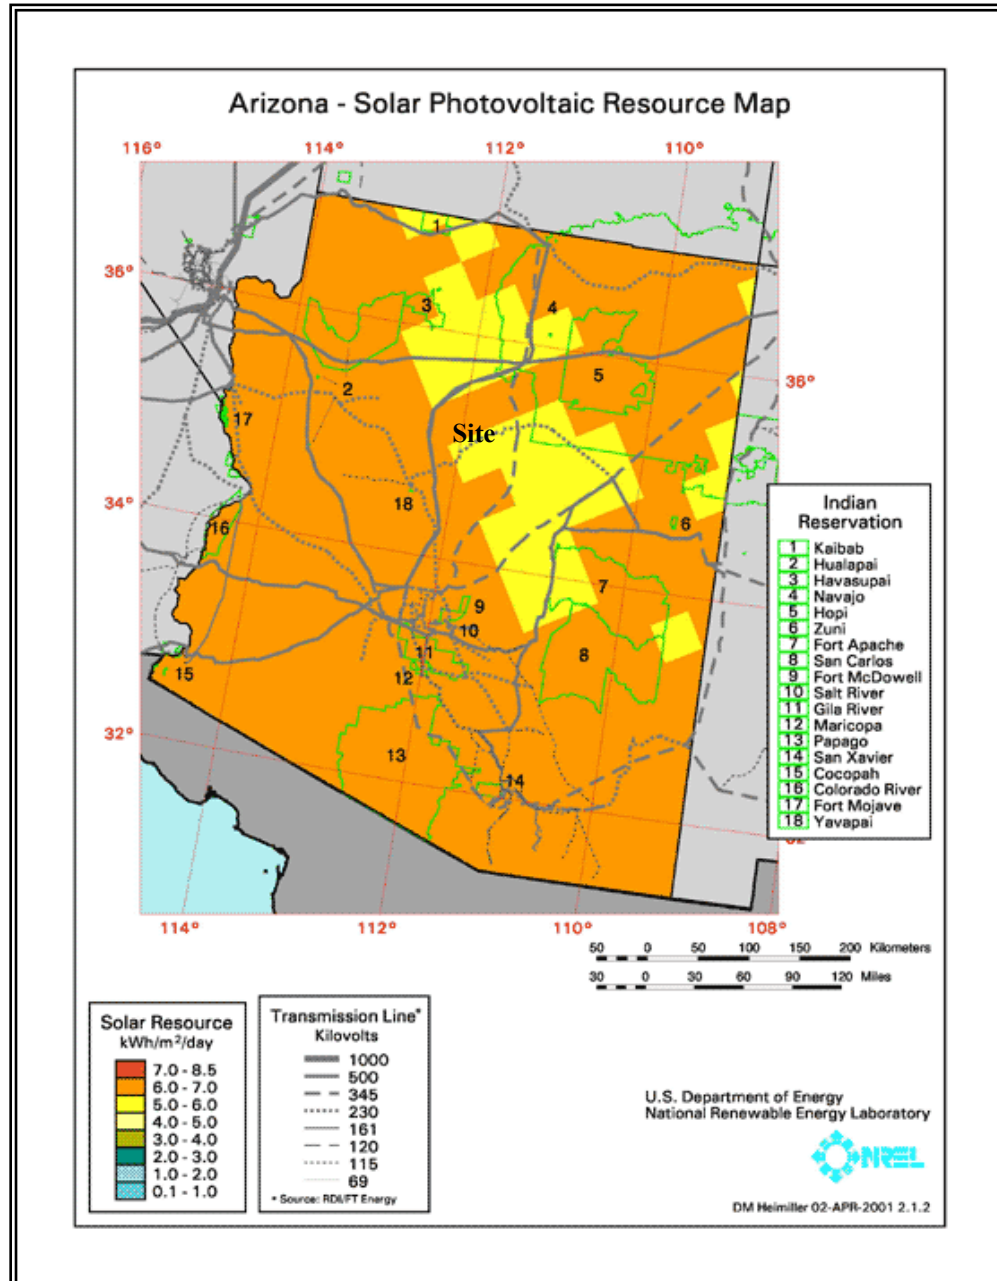 Arizona - Solar Photovoltaic Resource Map
116° 114° 112° 110°
36°
1
3
4
5
36°
2
17
Site
34°
18
16
6
7
9
10
8
11
15
12
32°
13
14
114° 112° 110° 108°
Indian
Reservation
1 Kaibab
2 Hualapai
3 Havasupai
4 Navajo
5 Hopi
6 Zuni
7 Fort Apache
8 San Carlos
9 Fort McDowell
10 Salt River
11 Gila River
12 Maricopa
13 Papago
14 San Xavier
15 Cocopah
16 Colorado River
17 Fort Mojave
18 Yavapai
50 0 50 100 150 200 Kilometers
30 0 30 60 90 120 Miles
Solar Resource
kWh/m²/day
7.0 - 8.5
6.0 - 7.0
5.0 - 6.0
4.0 - 5.0
3.0 - 4.0
2.0 - 3.0
1.0 - 2.0
0.1 - 1.0
Transmission Line*
Kilovolts
1000
500
345
230
161
120
115
69
* Source: RDI/FT Energy
U.S. Department of Energy
National Renewable Energy Laboratory
NREL
DM Heimiller 02-APR-2001 2.1.2